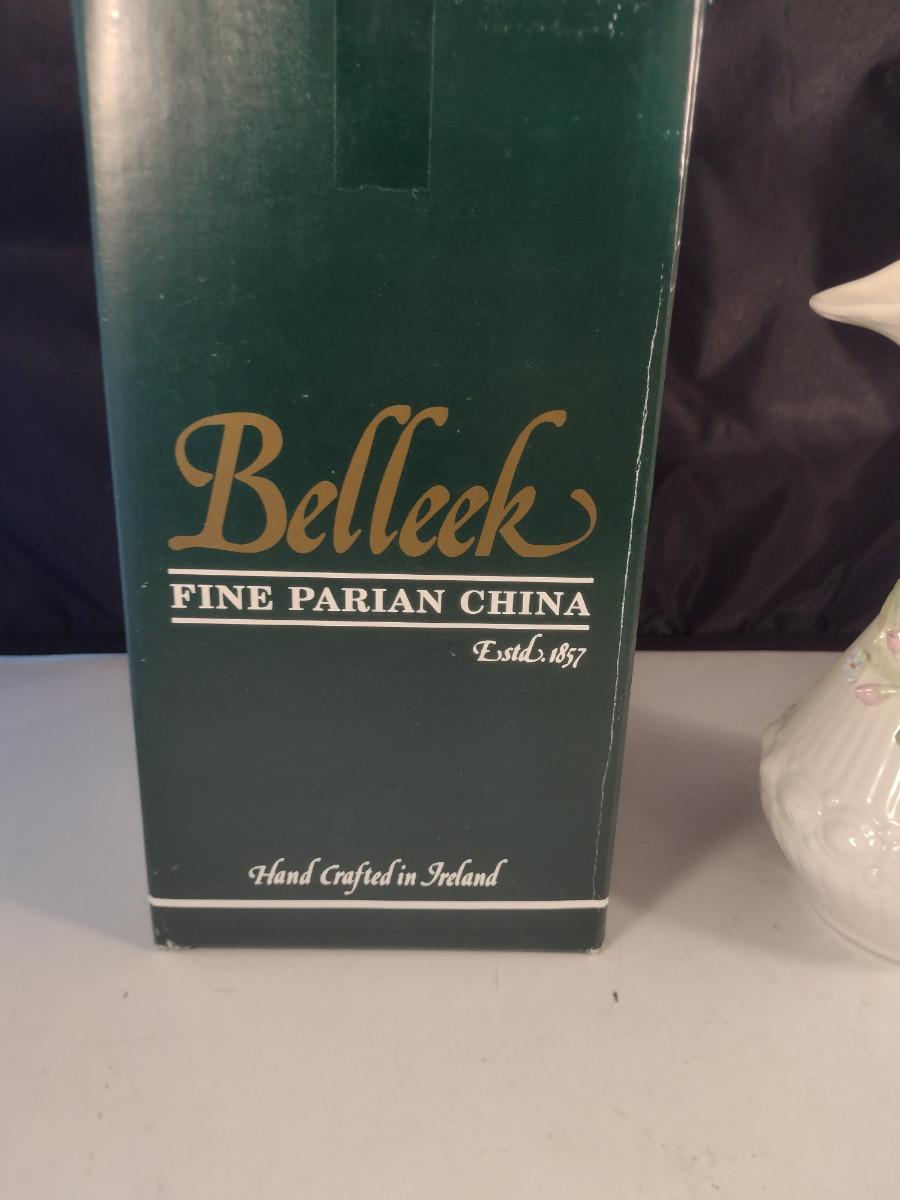 Belleek
FINE PARIAN CHINA
Estd. 1857
Hand Crafted in Ireland